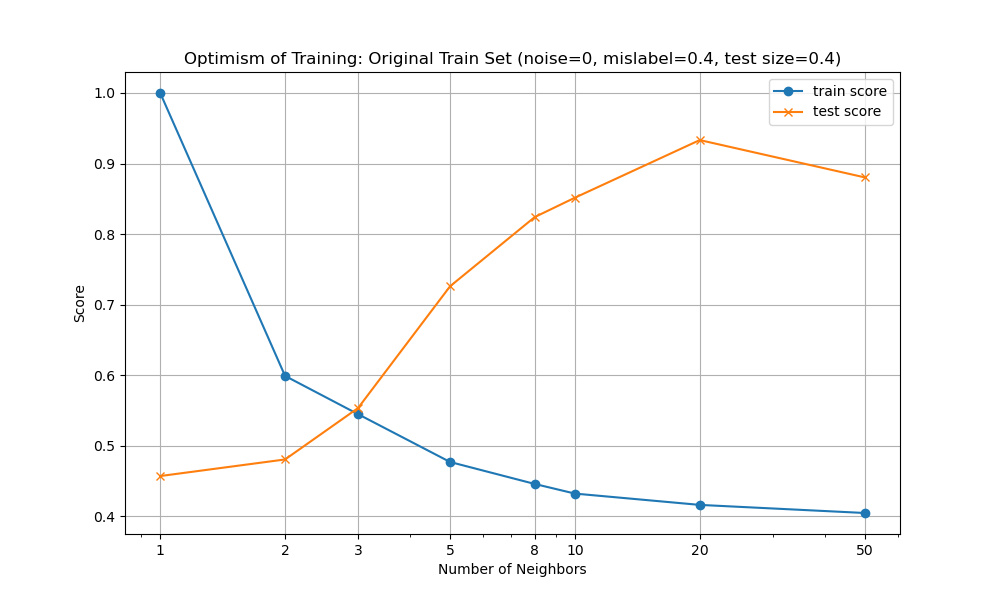 Optimism of Training: Original Train Set (noise=0, mislabel=0.4, test size=0.4)
train score
test score
1.0
0.9
0.8
0.7
0.6
0.5
0.4
Score
1 2 3 5 8 10 20 50
Number of Neighbors